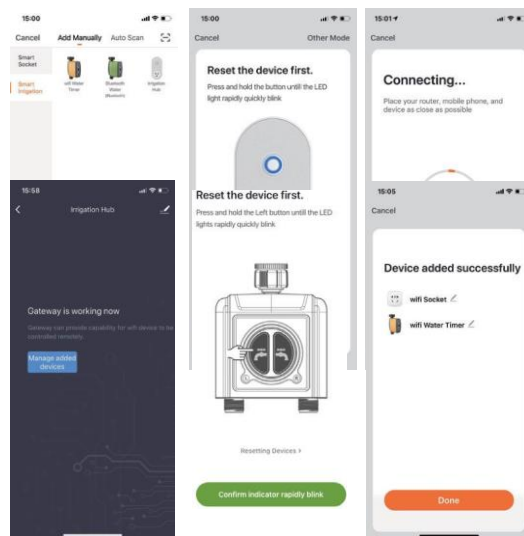 15:00
Cancel Add Manually Auto Scan
Smart
Socket
Smart
Irrigation
wifi Water
Timer
Bluetooth
Water
(Bluetooth)
Irrigation
Hub
15:00
Cancel Other Mode
Reset the device first.
Press and hold the button untill the LED
light rapidly quickly blink
15:01
Cancel
Connecting...
Place your router, mobile phone, and
device as close as possible
15:58
Irrigation Hub
Gateway is working now
Gateway can provide capability for wifi device to be
controlled remotely.
Manage added
devices
Reset the device first.
Press and hold the Left button untill the LED
lights rapidly quickly blink
Resetting Devices >
Confirm indicator rapidly blink
15:05
Cancel
Device added successfully
wifi Socket
wifi Water Timer
Done